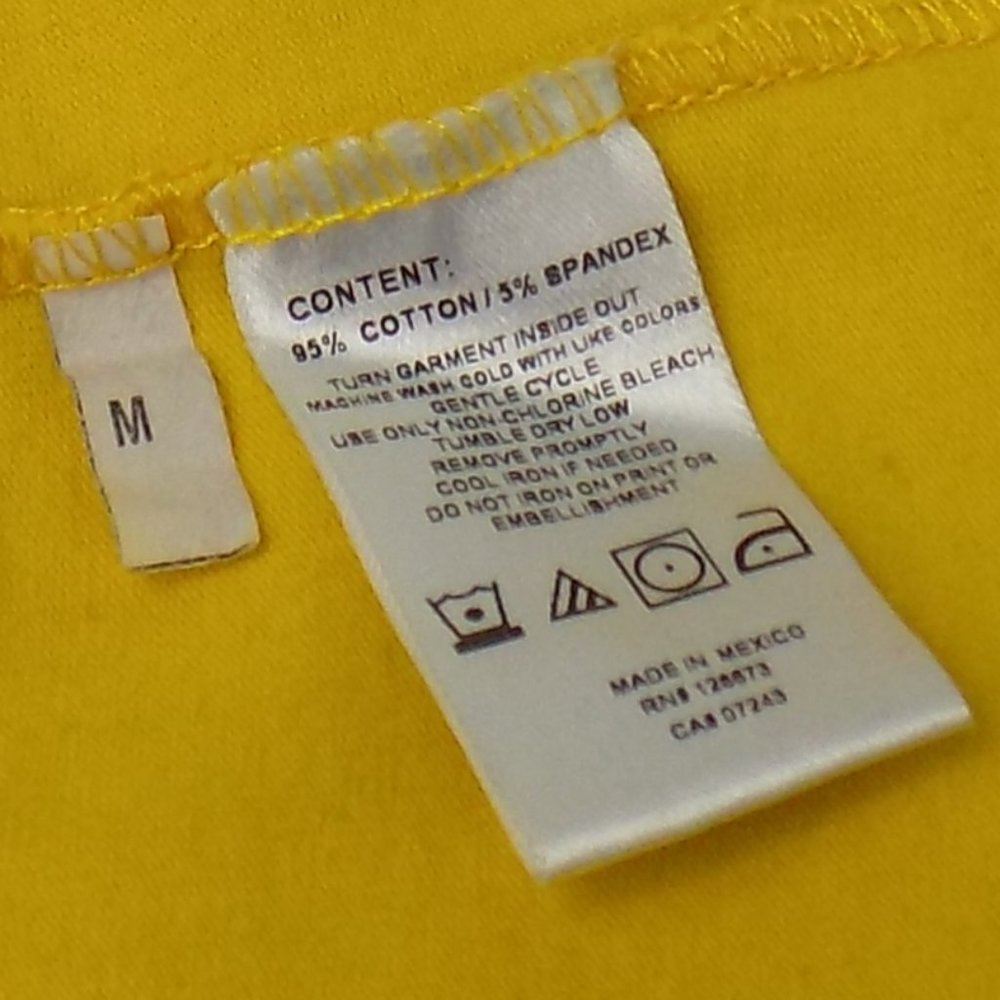 M
CONTENT:
95% COTTON / 5% SPANDEX
TURN GARMENT INSIDE OUT
MACHINE WASH COLD WITH LIKE COLORS
GENTLE CYCLE
USE ONLY NON-CHLORINE BLEACH
TUMBLE DRY LOW
REMOVE PROMPTLY
COOL IRON IF NEEDED
DO NOT IRON ON PRINT OR
EMBELLISHMENT
MADE IN MEXICO
RN#
CA# 07243